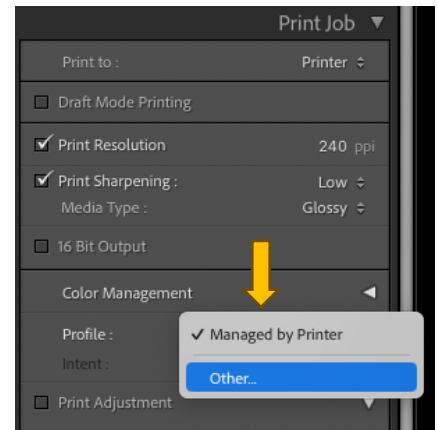 Print Job
Print to : Printer
Draft Mode Printing
Print Resolution 240 ppi
Print Sharpening : Low
Media Type : Glossy
16 Bit Output
Color Management
Profile : ✓ Managed by Printer
Intent : Other...
Print Adjustment